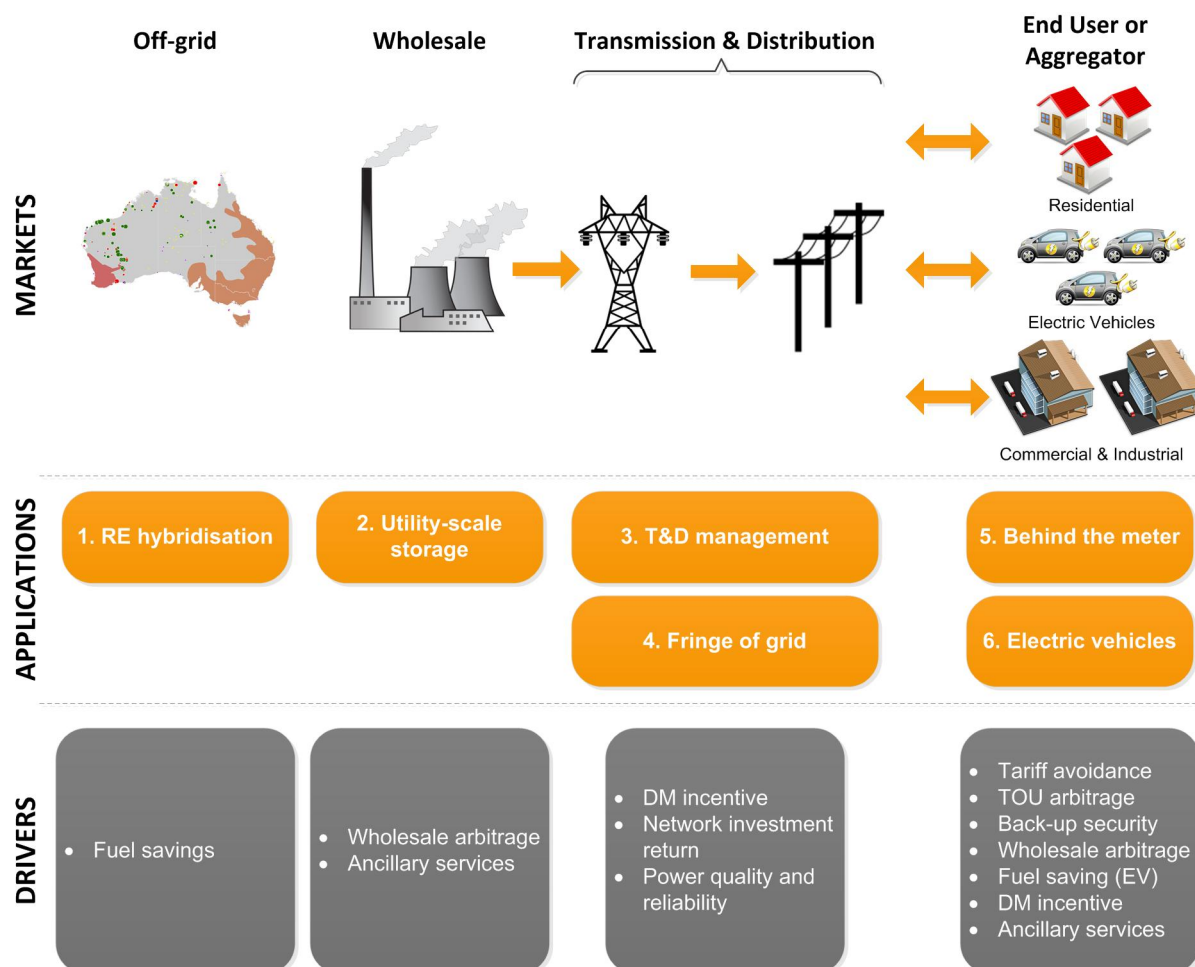 Off-grid
Wholesale
Transmission & Distribution
End User or
Aggregator
MARKETS
Residential
Electric Vehicles
Commercial & Industrial
APPLICATIONS
1. RE hybridisation
2. Utility-scale
storage
3. T&D management
4. Fringe of grid
5. Behind the meter
6. Electric vehicles
DRIVERS
• Fuel savings
• Wholesale arbitrage
• Ancillary services
• DM incentive
• Network investment
return
• Power quality and
reliability
• Tariff avoidance
• TOU arbitrage
• Back-up security
• Wholesale arbitrage
• Fuel saving (EV)
• DM incentive
• Ancillary services